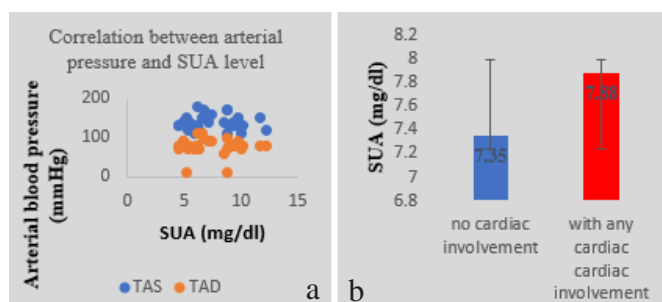 Correlation between arterial
pressure and SUA level
Arterial blood pressure
(mmHg)
200
100
0
0
5
10
15
SUA (mg/dl)
TAS
TAD
a
b
SUA (mg/dl)
8.2
8
7.8
7.6
7.4
7.2
7
6.8
7.35
7.88
no cardiac
involvement
with any
cardiac
cardiac
involvement